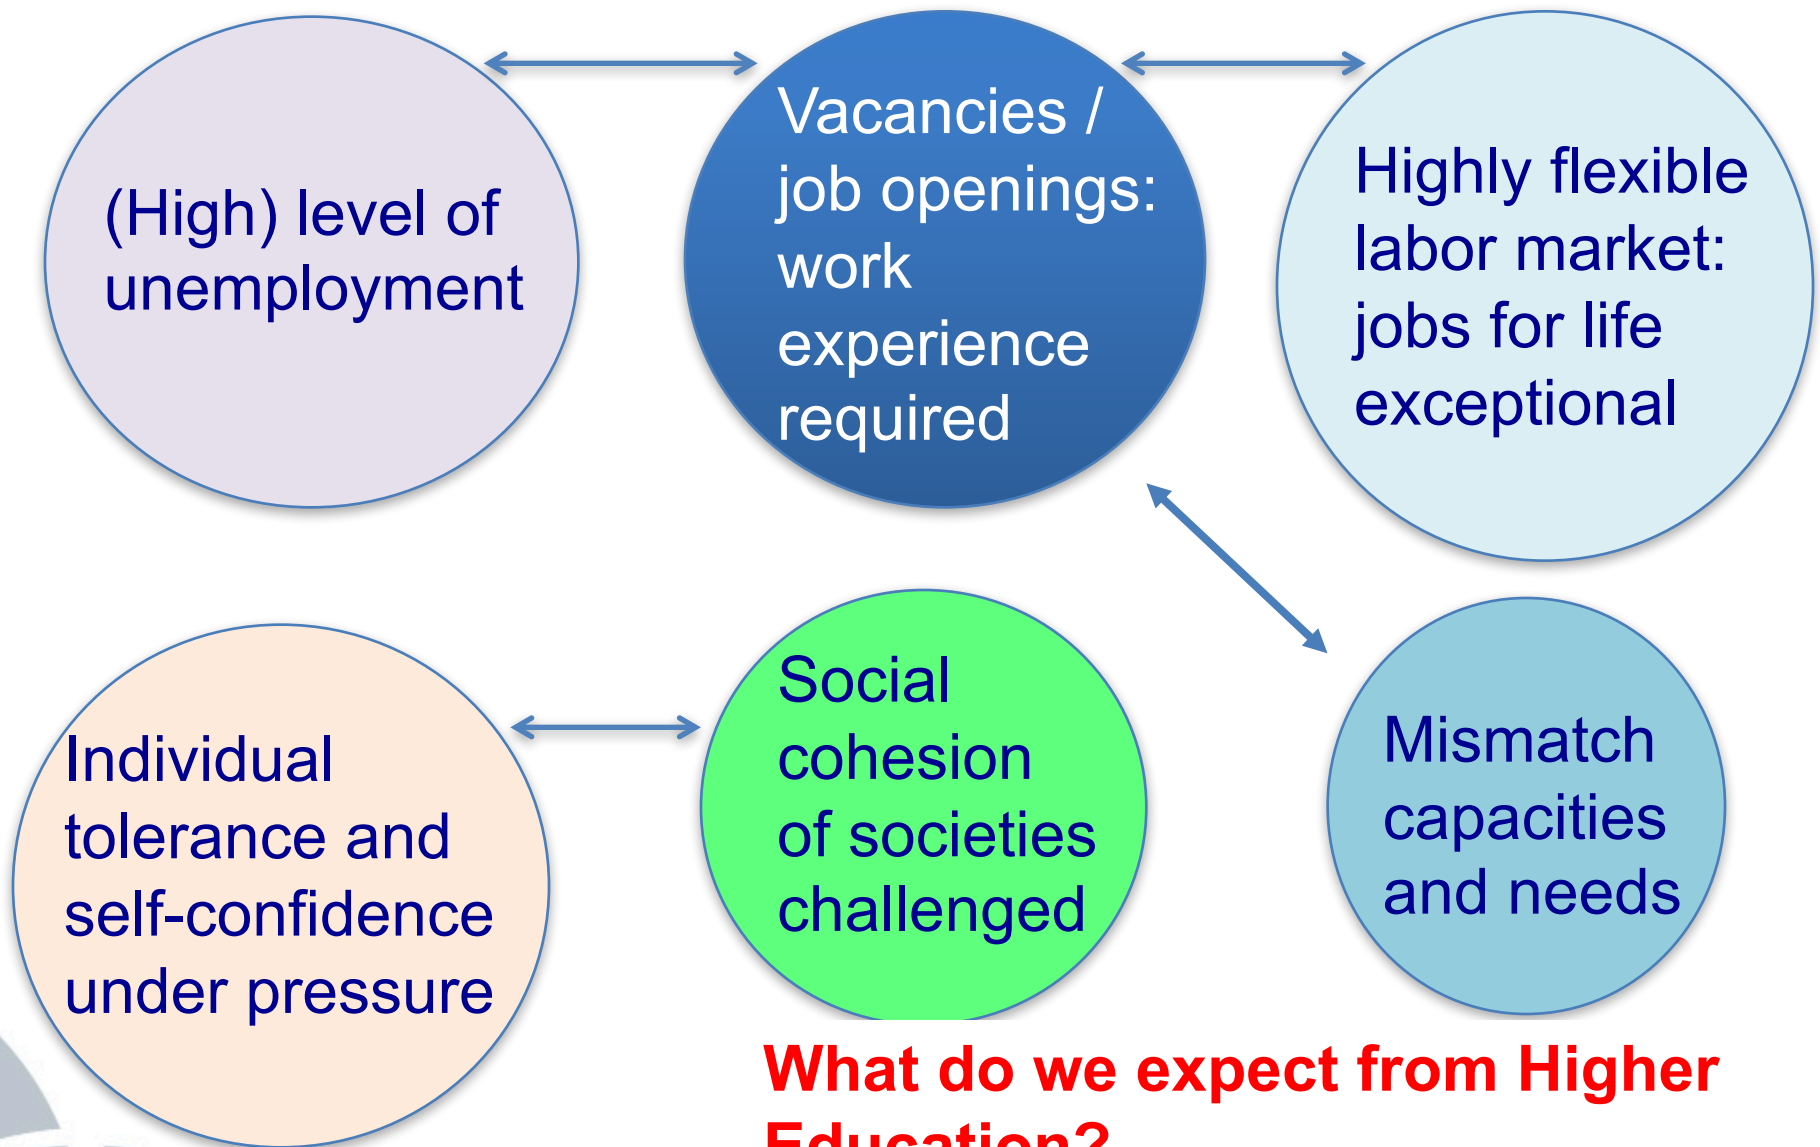 (High) level of
unemployment
Vacancies /
job openings:
work
experience
required
Highly flexible
labor market:
jobs for life
exceptional
Individual
tolerance and
self-confidence
under pressure
Social
cohesion
of societies
challenged
Mismatch
capacities
and needs
What do we expect from Higher
Education?